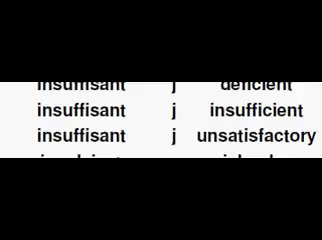 insuffisant j deficient
insuffisant j insufficient
insuffisant j unsatisfactory